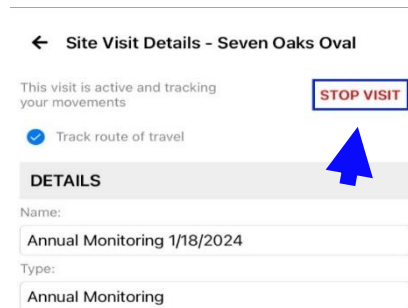 Site Visit Details - Seven Oaks Oval
This visit is active and tracking
your movements
STOP VISIT
Track route of travel
DETAILS
Name:
Annual Monitoring 1/18/2024
Type:
Annual Monitoring